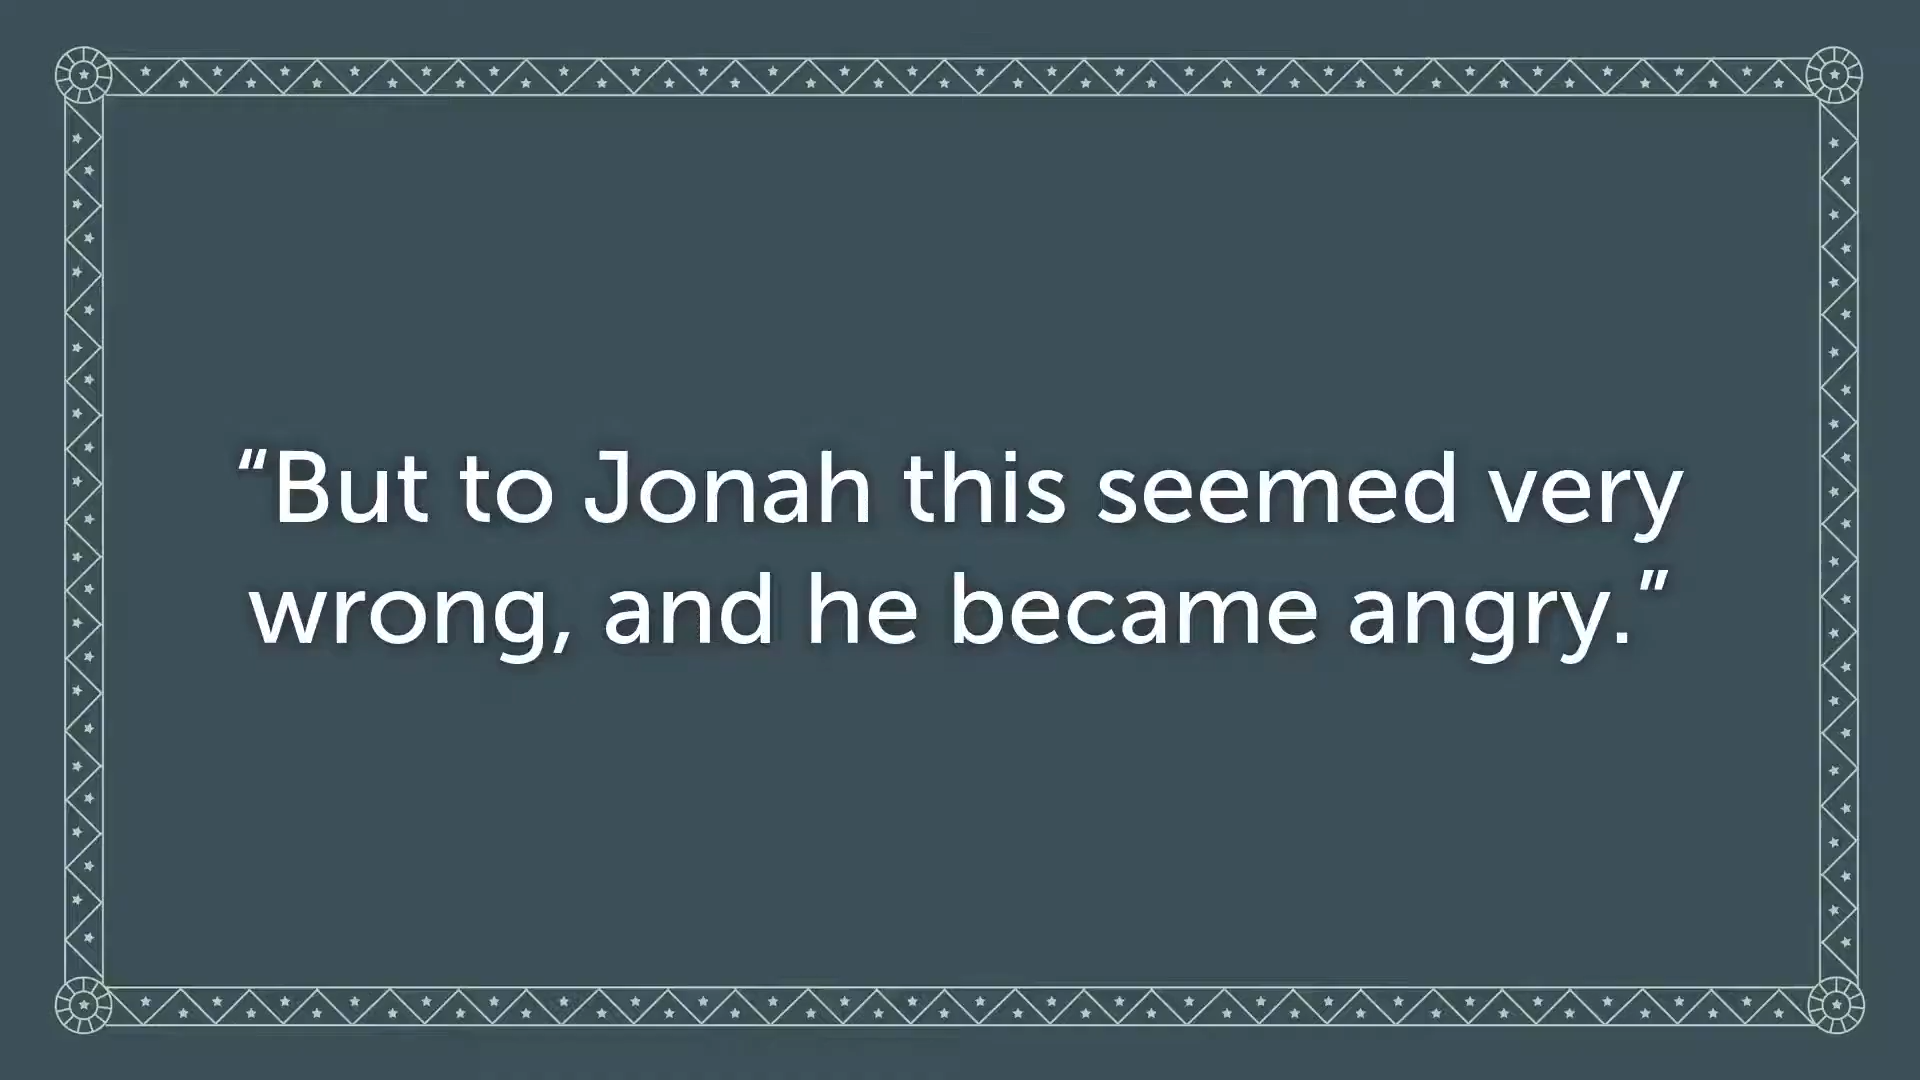 “But to Jonah this seemed very
wrong, and he became angry.”